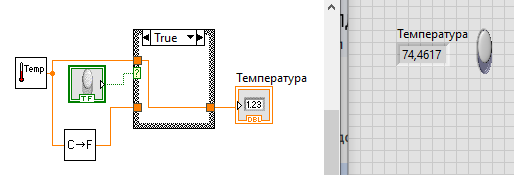 True
Temp
?
TF
Температура
1.23
DBL
C→F
Температура
74,4617